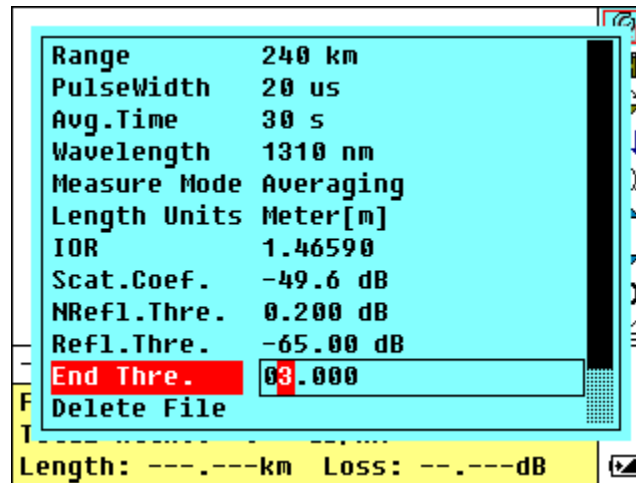 Range 240 km
PulseWidth 20 us
Avg.Time 30 s
Wavelength 1310 nm
Measure Mode Averaging
Length Units Meter[m]
IOR 1.46590
Scat.Coef. -49.6 dB
NRefl.Thre. 0.200 dB
Refl.Thre. -65.00 dB
End Thre. 03.000
Delete File
Length: ---.---km Loss: --.---dB